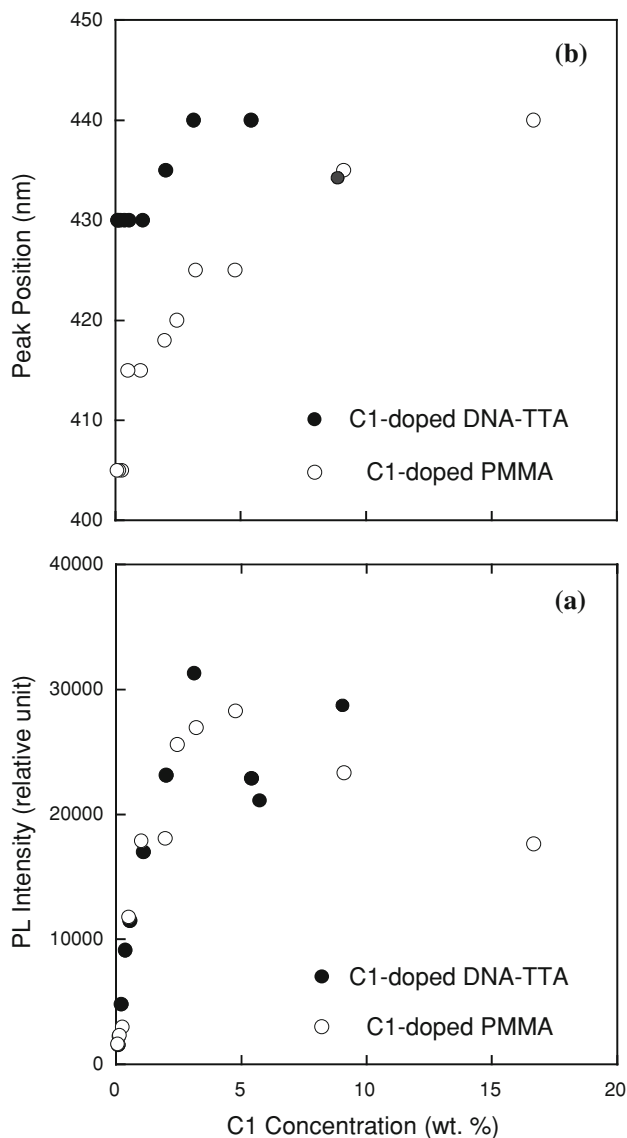 (b)
450
440
430
420
410
400
Peak Position (nm)
C1-doped DNA-TTA
C1-doped PMMA
(a)
40000
30000
20000
10000
0
PL Intensity (relative unit)
C1-doped DNA-TTA
C1-doped PMMA
0 5 10 15 20
C1 Concentration (wt. %)